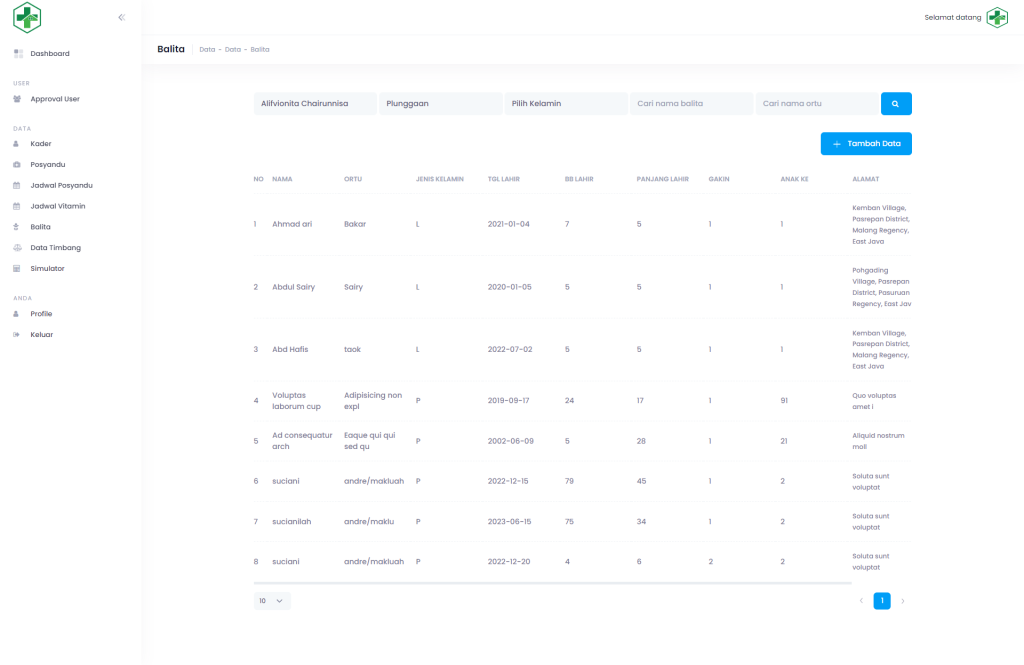 Selamat datang
Balita
Data - Data - Balita
Dashboard
USER
Approval User
DATA
Kader
Posyandu
Jadwal Posyandu
Jadwal Vitamin
Balita
Data Timbang
Simulator
ANDA
Profile
Keluar
Alifvionita Chairunnisa
Plunggaan
Pilih Kelamin
Cari nama balita
Cari nama ortu
+ Tambah Data
NO NAMA ORTU JENIS KELAMIN TGL LAHIR BB LAHIR PANJANG LAHIR GAKIN ANAK KE ALAMAT
1 Ahmad ari Bakar L 2021-01-04 7 5 1 1 Kemban Village,
Pasrepan District,
Malang Regency,
East Java
2 Abdul Sairy Sairy L 2020-01-05 5 5 1 1 Pohgading
Village, Pasrepan
District, Pasuruan
Regency, East Jav
3 Abd Hafis taok L 2022-07-02 5 5 1 1 Kemban Village,
Pasrepan District,
Malang Regency,
East Java
4 Voluptas laborum cup Adipisicing non expl P 2019-09-17 24 17 1 91 Quo voluptas
amet i
5 Ad consequatur arch Eaque qui qui sed qu P 2002-06-09 5 28 1 21 Aliquid nostrum
moll
6 suciani andre/makluah P 2022-12-15 79 45 1 2 Soluta sunt
voluptat
7 sucianilah andre/maklu P 2023-06-15 75 34 1 2 Soluta sunt
voluptat
8 suciani andre/makluah P 2022-12-20 4 6 2 2 Soluta sunt
voluptat
10
1